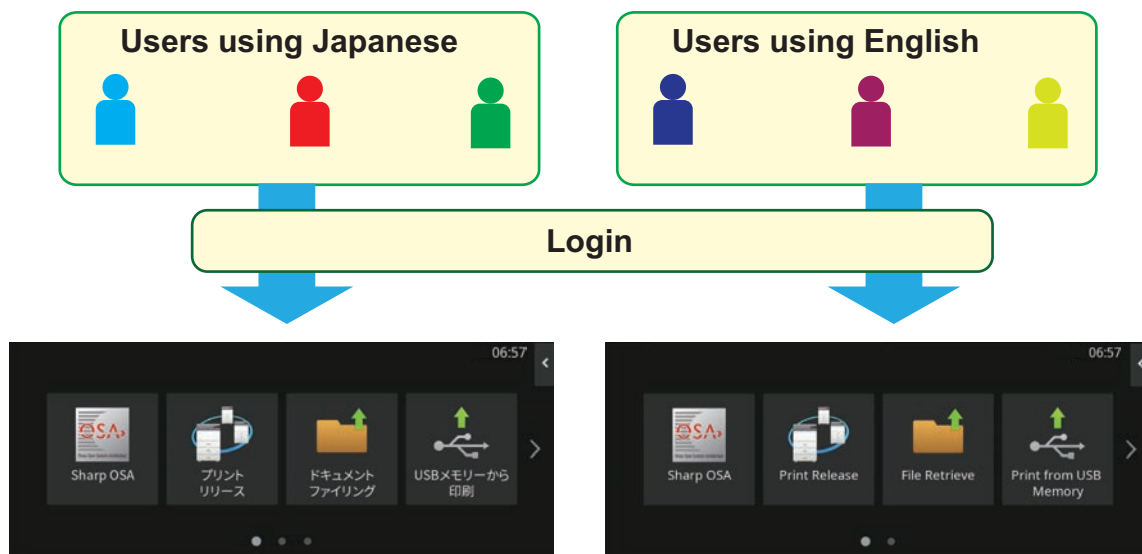 Users using Japanese
Users using English
Login
06:57
OSA
Sharp OSA
プリント
リリース
ドキュメント
ファイリング
USBメモリーから
印刷
06:57
OSA
Sharp OSA
Print Release
File Retrieve
Print from USB
Memory